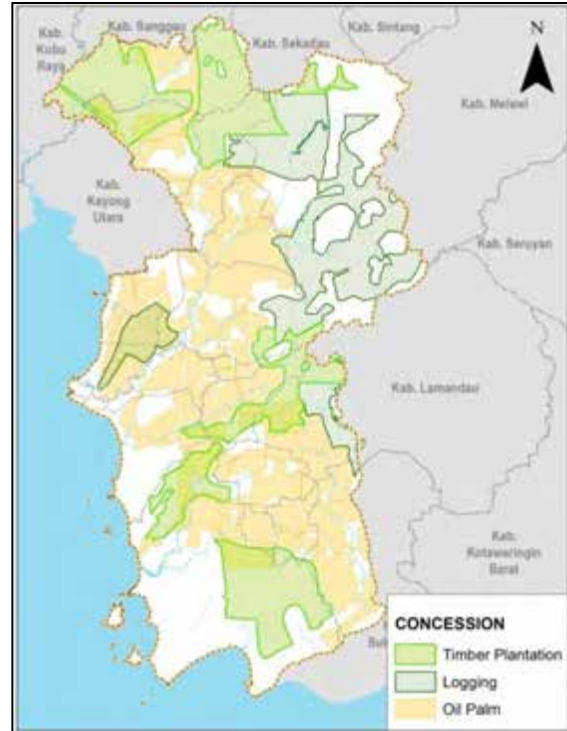 Kab. Sanggau
Kab. Sintang
Kab.
Kubu
Raya
Kab. Sekadau
N
Kab. Melawi
Kab.
Kayong
Utara
Kab. Seruyan
Kab. Lamandau
Kab.
Kotawaringin
Barat
CONCESSION
Timber Plantation
Logging
Oil Palm